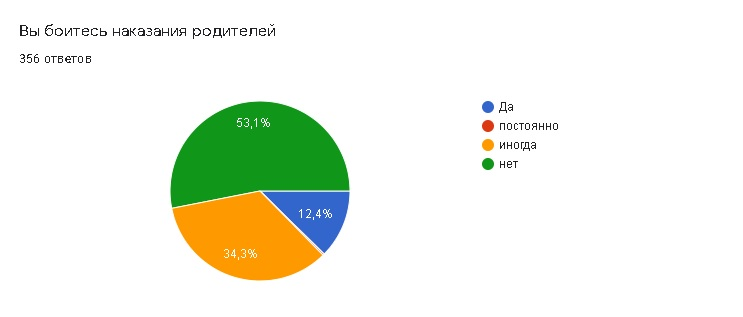 Вы боитесь наказания родителей
356 ответов
53,1%
12,4%
34,3%
Да
постоянно
иногда
нет